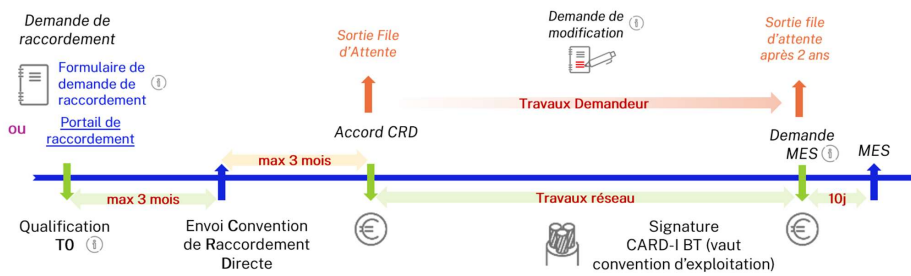 Demande de
raccordement
Formulaire de
demande de
raccordement
ou
Portail de
raccordement
Sortie File
d'Attente
Demande de
modification
Sortie file
d'attente
après 2 ans
Travaux Demandeur
Accord CRD
Demande
MES
MES
max 3 mois
max 3 mois
Travaux réseau
10j
Qualification
T0
Envoi Convention
de Raccordement
Directe
Signature
CARD-I BT (vaut
convention d'exploitation)